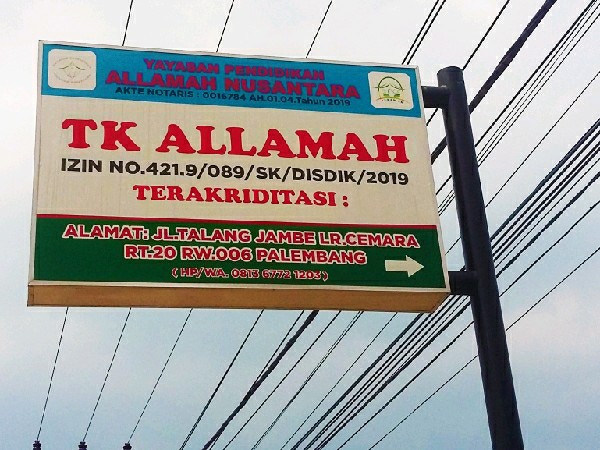 YAYASAN PENDIDIKAN
ALLAMAH NUSANTARA
AKTE NOTARIS : 0016784 AH.01.04.Tahun 2019
TK ALLAMAH
IZIN NO.421.9/089/SK/DISDIK/2019
TERAKRIDITASI :
ALAMAT: JL.TALANG JAMBE LR.CEMARA
RT-20 RW.006 PALEMBANG
( HP/WA. 0813 6772 1203 )